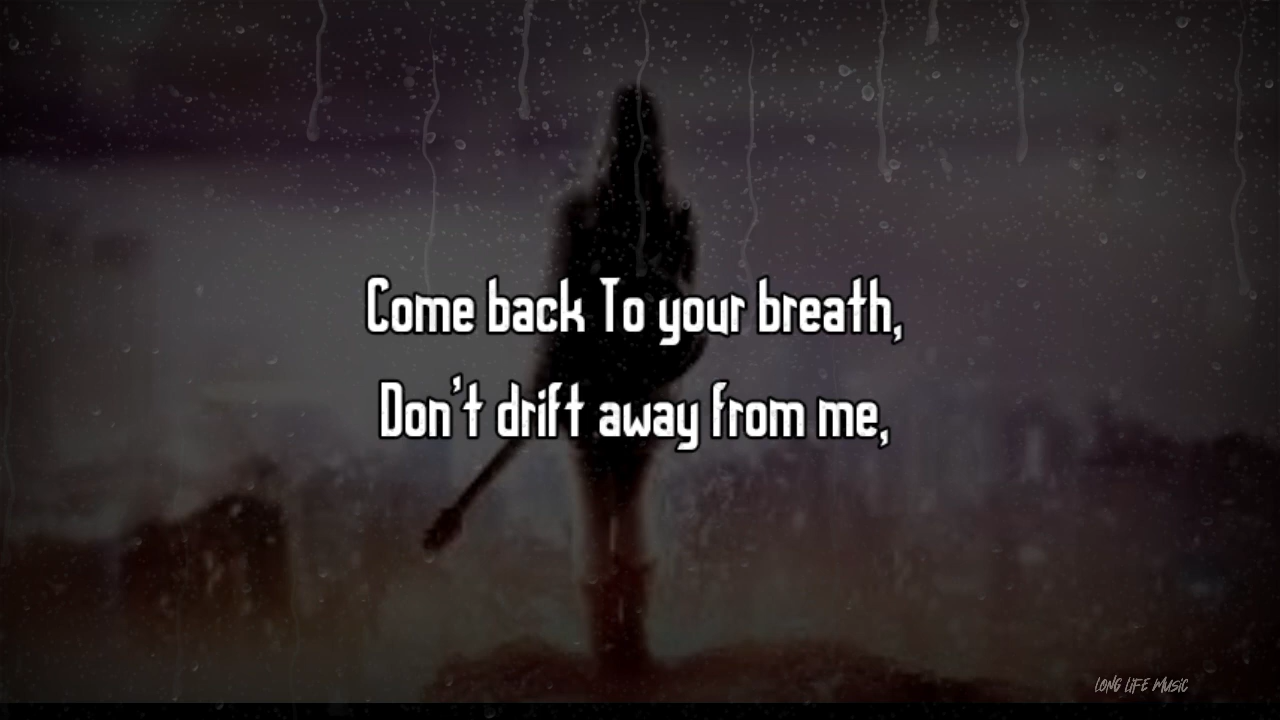 Come back To your breath,
Don't drift away from me,
LONG LIFE MUSIC